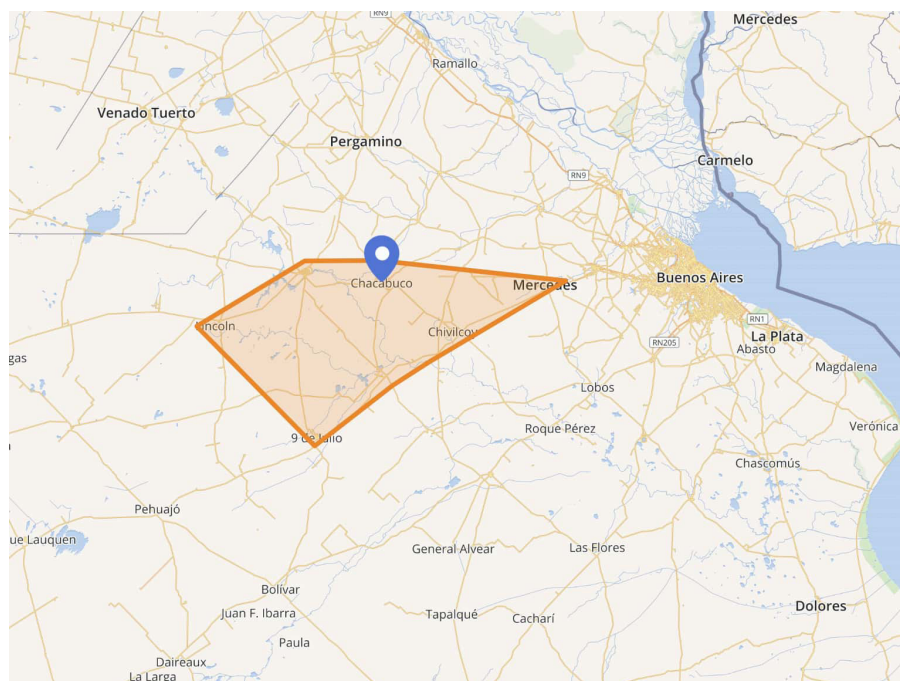 Mercedes
Ramallo
Venado Tuerto
Pergamino
Carmelo
RN9
Chacabuco
Mercedes
Buenos Aires
Lincoln
Chivilcoy
RN1
La Plata
RN205
Abasto
gas
Magdalena
Lobos
Verónica
Roque Pérez
9 de Julio
Chascomús
Pehuajó
ue Lauquen
General Alvear
Las Flores
Bolívar
Dolores
Juan F. Ibarra
Tapalqué
Cacharí
Paula
Daireaux
La Larga